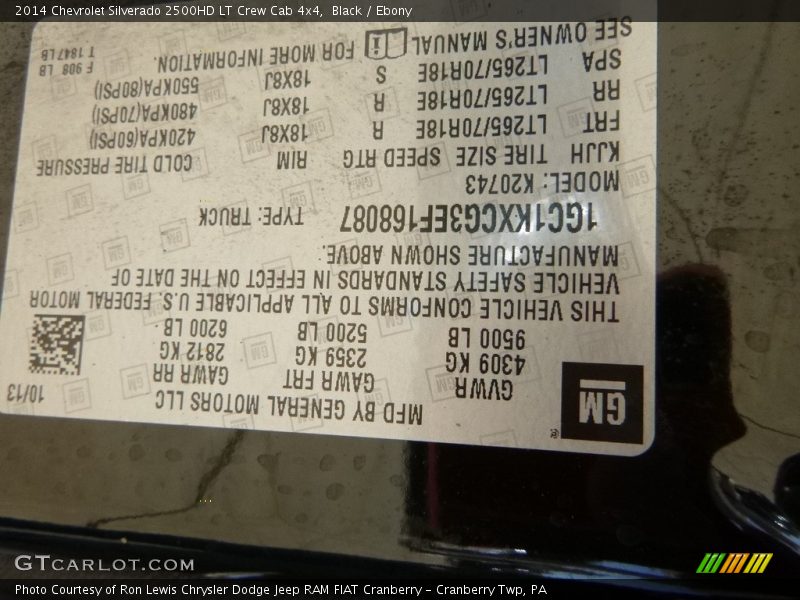 2014 Chevrolet Silverado 2500HD LT Crew Cab 4x4,  Black / Ebony
GM
®
MFD BY GENERAL MOTORS LLC
10/13
GVWR GAWR FRT GAWR RR
4309 KG 2359 KG 2812 KG
9500 LB 5200 LB 6200 LB
THIS VEHICLE CONFORMS TO ALL APPLICABLE U.S. FEDERAL MOTOR
VEHICLE SAFETY STANDARDS IN EFFECT ON THE DATE OF
MANUFACTURE SHOWN ABOVE.
1GC1KXCG3EF168087 TYPE: TRUCK
MODEL: K20743
KJJH TIRE SIZE SPEED RTG RIM COLD TIRE PRESSURE
FRT LT265/70R18E R 18X8J 420KPA(60PSI)
RR LT265/70R18E R 18X8J 480KPA(70PSI)
SPA LT265/70R18E S 18X8J 550KPA(80PSI)
SEE OWNER'S MANUAL FOR MORE INFORMATION.
F 908 LB
T 1847 LB
GTCARLOT.COM
Photo Courtesy of Ron Lewis Chrysler Dodge Jeep RAM FIAT Cranberry – Cranberry Twp, PA